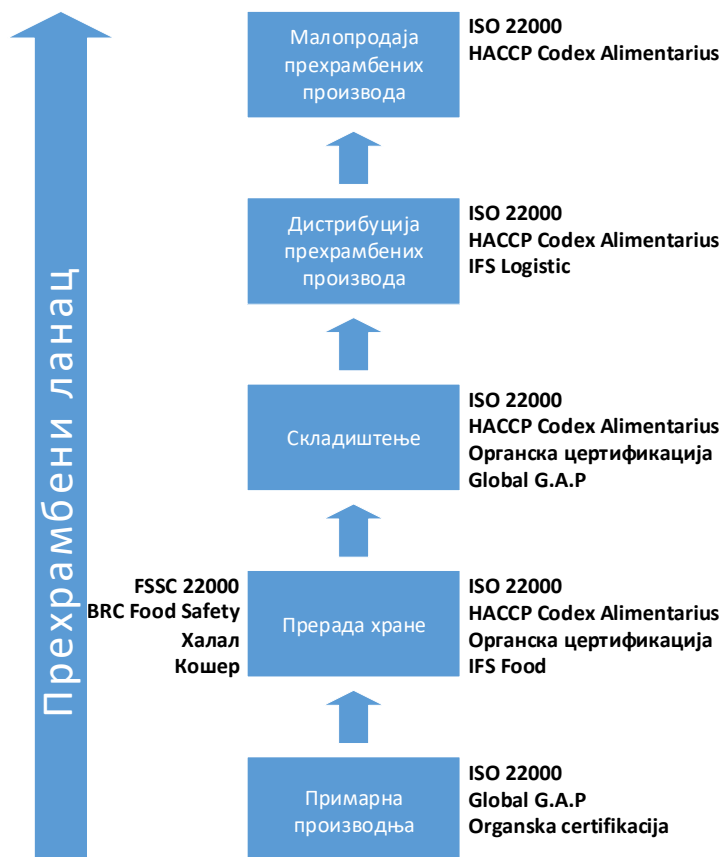 Прехрамбени ланац
Малопродаја
прехрамбених
производа
ISO 22000
HACCP Codex Alimentarius
Дистрибуција
прехрамбених
производа
ISO 22000
HACCP Codex Alimentarius
IFS Logistic
Складиштење
ISO 22000
HACCP Codex Alimentarius
Органска цертификација
Global G.A.P
FSSC 22000
BRC Food Safety
Халал
Кошер
Прерада хране
ISO 22000
HACCP Codex Alimentarius
Органска цертификација
IFS Food
Примарна
производња
ISO 22000
Global G.A.P
Organska certifikacija